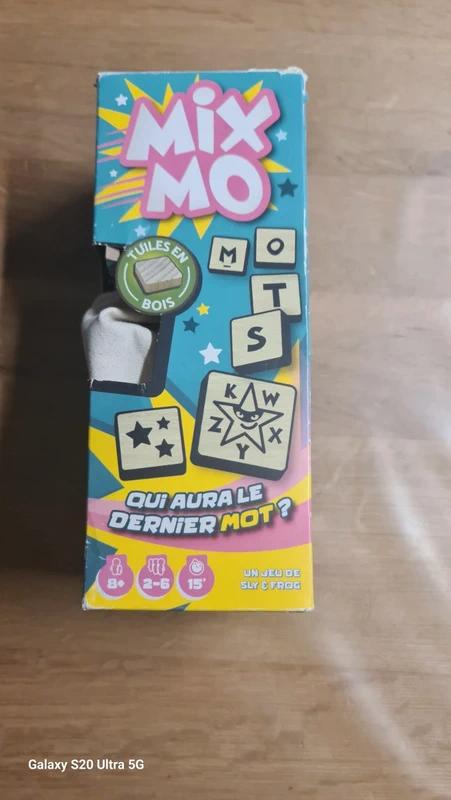 MiX
MO
TUILES EN
BOIS
M
O
T
S
K W
Z X
Y
QUi AURA LE
DERNIER MOT ?
8+ 2-6 15'
UN JEU DE
SLY & FROG
Galaxy S20 Ultra 5G